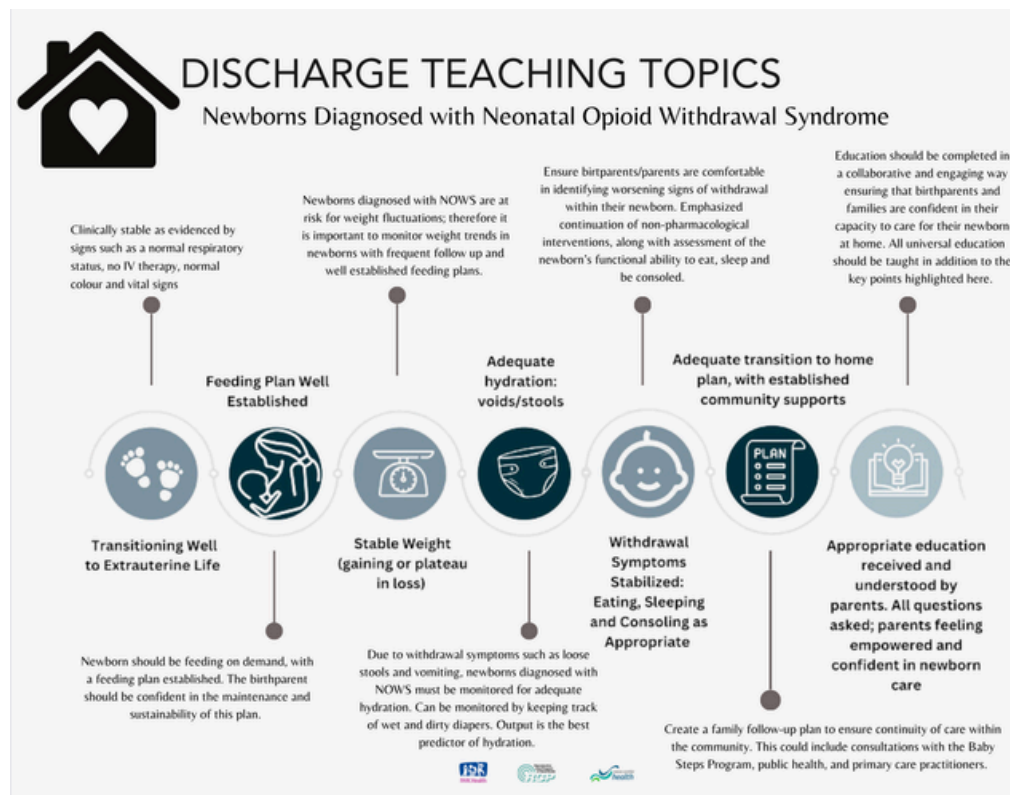 DISCHARGE TEACHING TOPICS
Newborns Diagnosed with Neonatal Opioid Withdrawal Syndrome
Clinically stable as evidenced by
signs such as a normal respiratory
status, no IV therapy, normal
colour and vital signs
Newborns diagnosed with NOWS are at
risk for weight fluctuations; therefore it
is important to monitor weight trends in
newborns with frequent follow up and
well established feeding plans.
Ensure birtparents/parents are comfortable
in identifying worsening signs of withdrawal
within their newborn. Emphasized
continuation of non-pharmacological
interventions, along with assessment of the
newborn's functional ability to eat, sleep and
be consoled.
Education should be completed in
a collaborative and engaging way
ensuring that birthparents and
families are confident in their
capacity to care for their newborn
at home. All universal education
should be taught in addition to the
key points highlighted here.
Feeding Plan Well
Established
Adequate
hydration:
voids/stools
Adequate transition to home
plan, with established
community supports
PLAN
Transitioning Well
to Extrauterine Life
Stable Weight
(gaining or plateau
in loss)
Withdrawal
Symptoms
Stabilized:
Eating, Sleeping
and Consoling as
Appropriate
Appropriate education
received and
understood by
parents. All questions
asked; parents feeling
empowered and
confident in newborn
care
Newborn should be feeding on demand, with
a feeding plan established. The birthparent
should be confident in the maintenance and
sustainability of this plan.
Due to withdrawal symptoms such as loose
stools and vomiting, newborns diagnosed with
NOWS must be monitored for adequate
hydration. Can be monitored by keeping track
of wet and dirty diapers. Output is the best
predictor of hydration.
Create a family follow-up plan to ensure continuity of care within
the community. This could include consultations with the Baby
Steps Program, public health, and primary care practitioners.
health